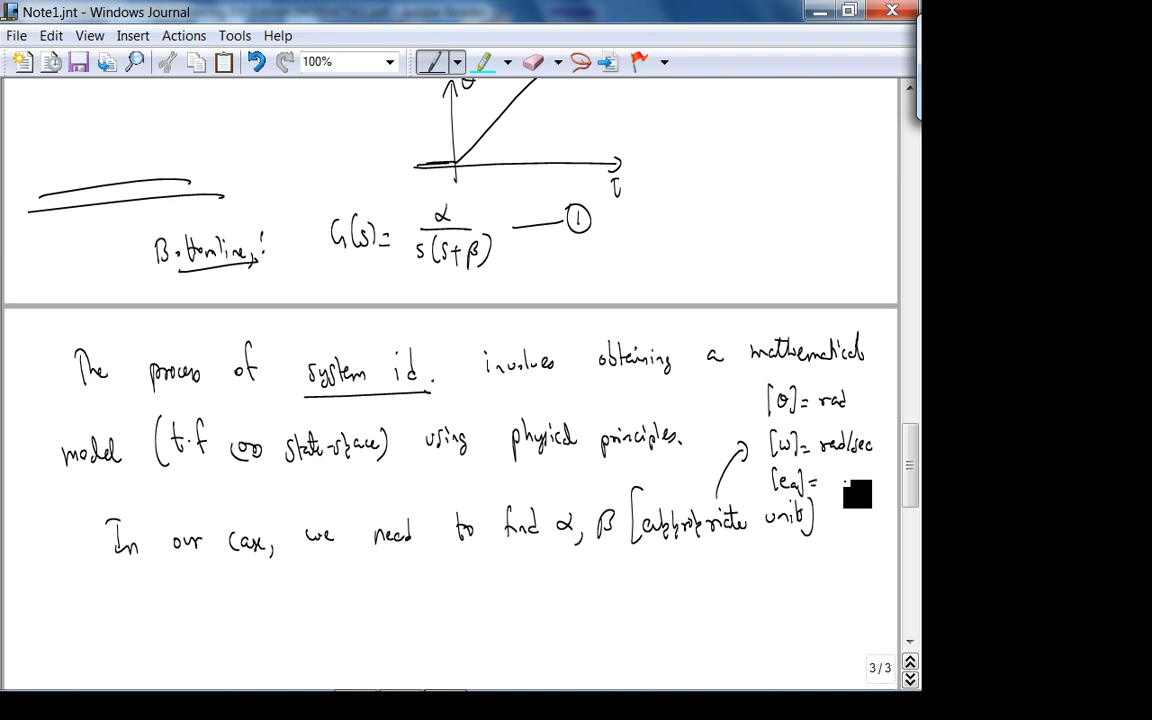 Note1.jnt - Windows Journal
File Edit View Insert Actions Tools Help
100%
θ
t
Bottomline:
G(s) = α / s(s+β) — ①
The process of system id. involves obtaining a mathematical
model (t.f (or) state-space) using physical principles.
[θ] = rad
[ω] = rad/sec
[ea] =
In our case, we need to find α, β [appropriate units]
3 / 3